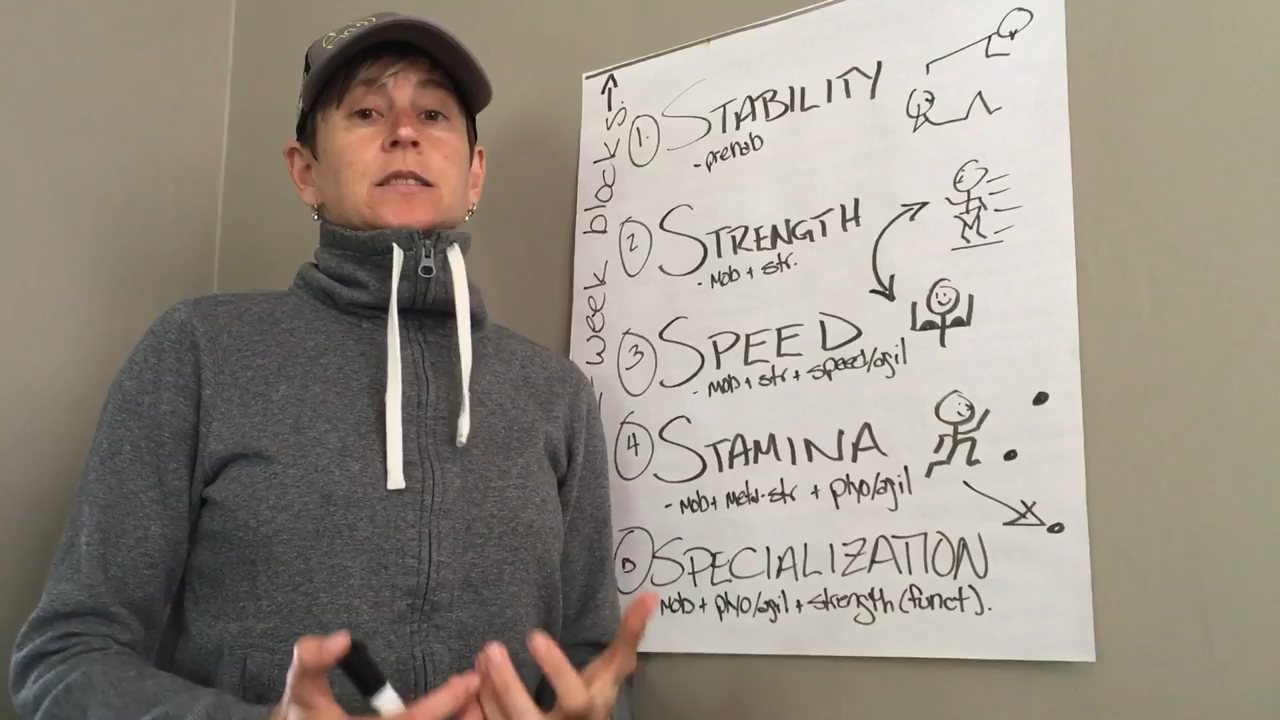 1. STABILITY
- prehab
2 STRENGTH
- Mob + str.
3 SPEED
- Mob + str + speed/agil
4 STAMINA
- Mob + Meta-str + plyo/agil
SPECIALIZATION
Mob + plyo/agil + strength (funct).
week blocks.